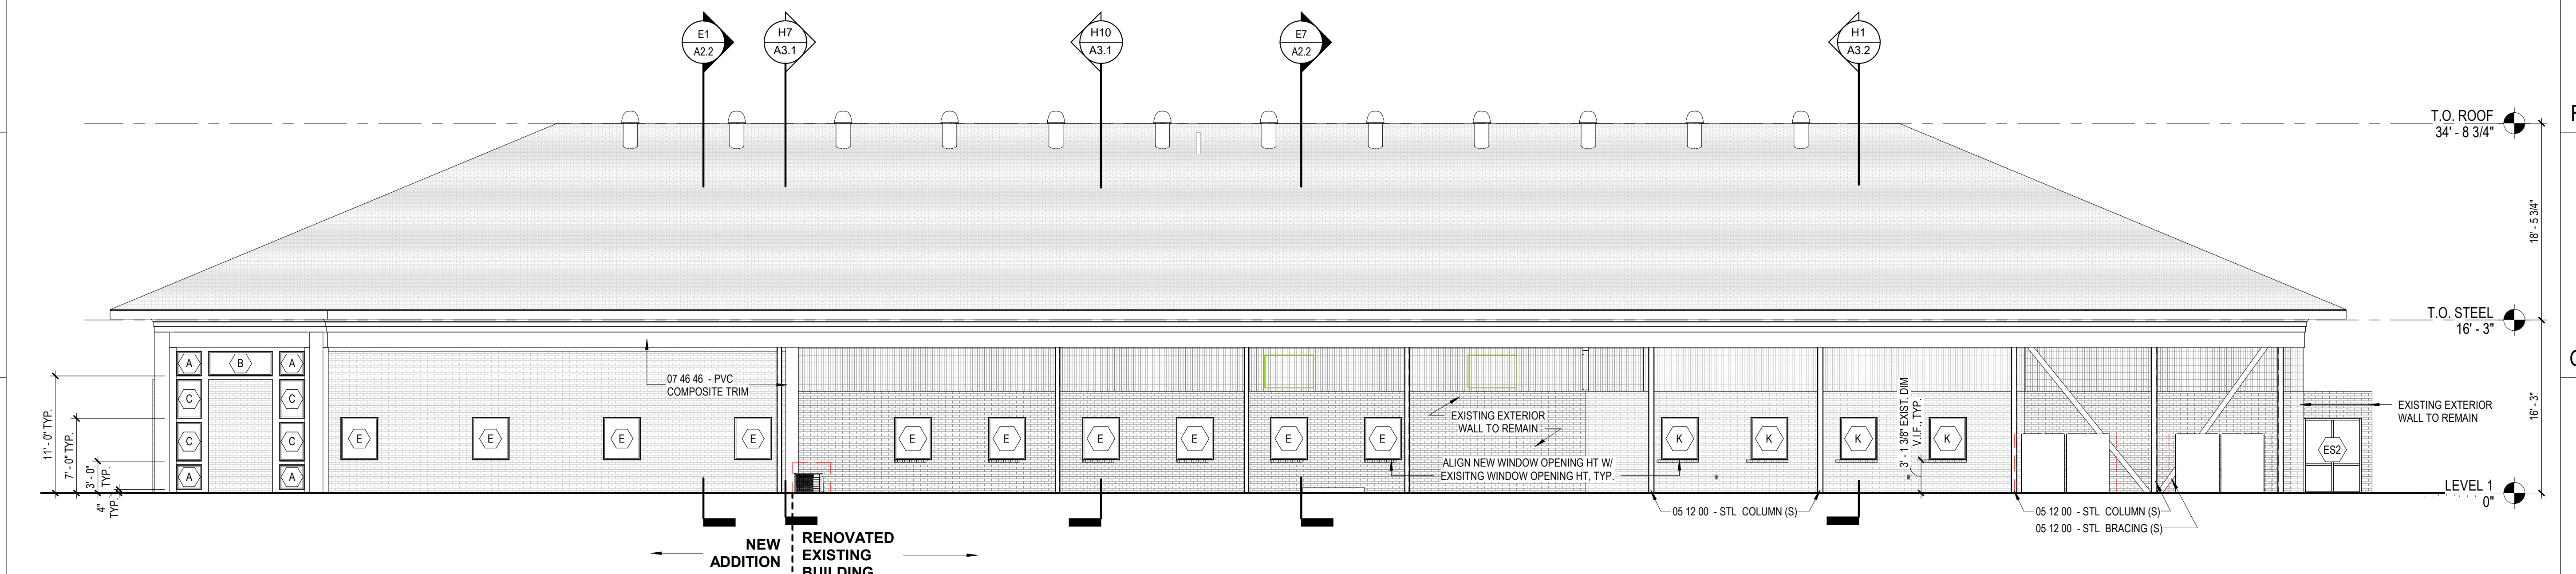 E1
A2.2
H7
A3.1
H10
A3.1
E7
A2.2
H1
A3.2
T.O. ROOF
34' - 8 3/4"
18' - 5 3/4"
T.O. STEEL
16' - 3"
16' - 3"
LEVEL 1
0"
11' - 0" TYP.
7' - 0" TYP.
3' - 0"
TYP.
4"
TYP.
A
B
A
C
C
C
C
A
A
E
E
E
E
E
E
E
E
E
E
K
K
K
K
ES2
07 46 46 - PVC
COMPOSITE TRIM
EXISTING EXTERIOR
WALL TO REMAIN
ALIGN NEW WINDOW OPENING HT W/
EXISITNG WINDOW OPENING HT, TYP.
3' - 1 3/8" EXIST. DIM
V.I.F., TYP.
EXISTING EXTERIOR
WALL TO REMAIN
05 12 00 - STL COLUMN (S)
05 12 00 - STL COLUMN (S)
05 12 00 - STL BRACING (S)
NEW
ADDITION
RENOVATED
EXISTING
BUILDING